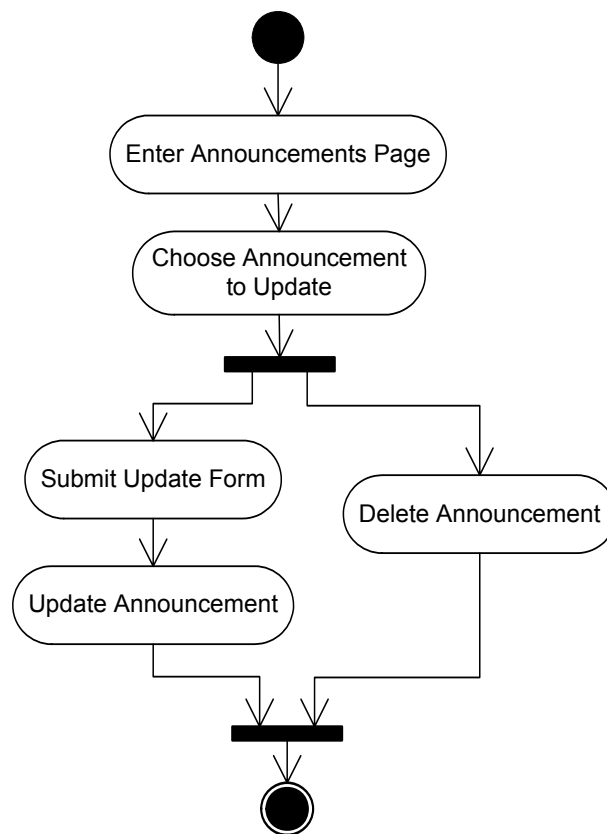 Enter Announcements Page
Choose Announcement
to Update
Submit Update Form
Delete Announcement
Update Announcement